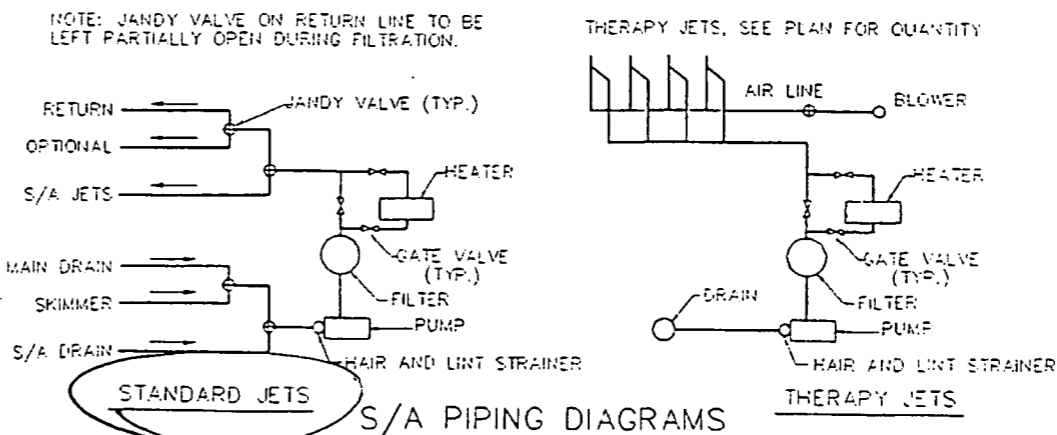 NOTE: JANDY VALVE ON RETURN LINE TO BE
LEFT PARTIALLY OPEN DURING FILTRATION.
RETURN
JANDY VALVE (TYP.)
OPTIONAL
S/A JETS
HEATER
GATE VALVE
(TYP.)
MAIN DRAIN
SKIMMER
FILTER
PUMP
S/A DRAIN
HAIR AND LINT STRAINER
STANDARD JETS
THERAPY JETS, SEE PLAN FOR QUANTITY
AIR LINE
BLOWER
HEATER
GATE VALVE
(TYP.)
DRAIN
FILTER
PUMP
HAIR AND LINT STRAINER
THERAPY JETS
S/A PIPING DIAGRAMS